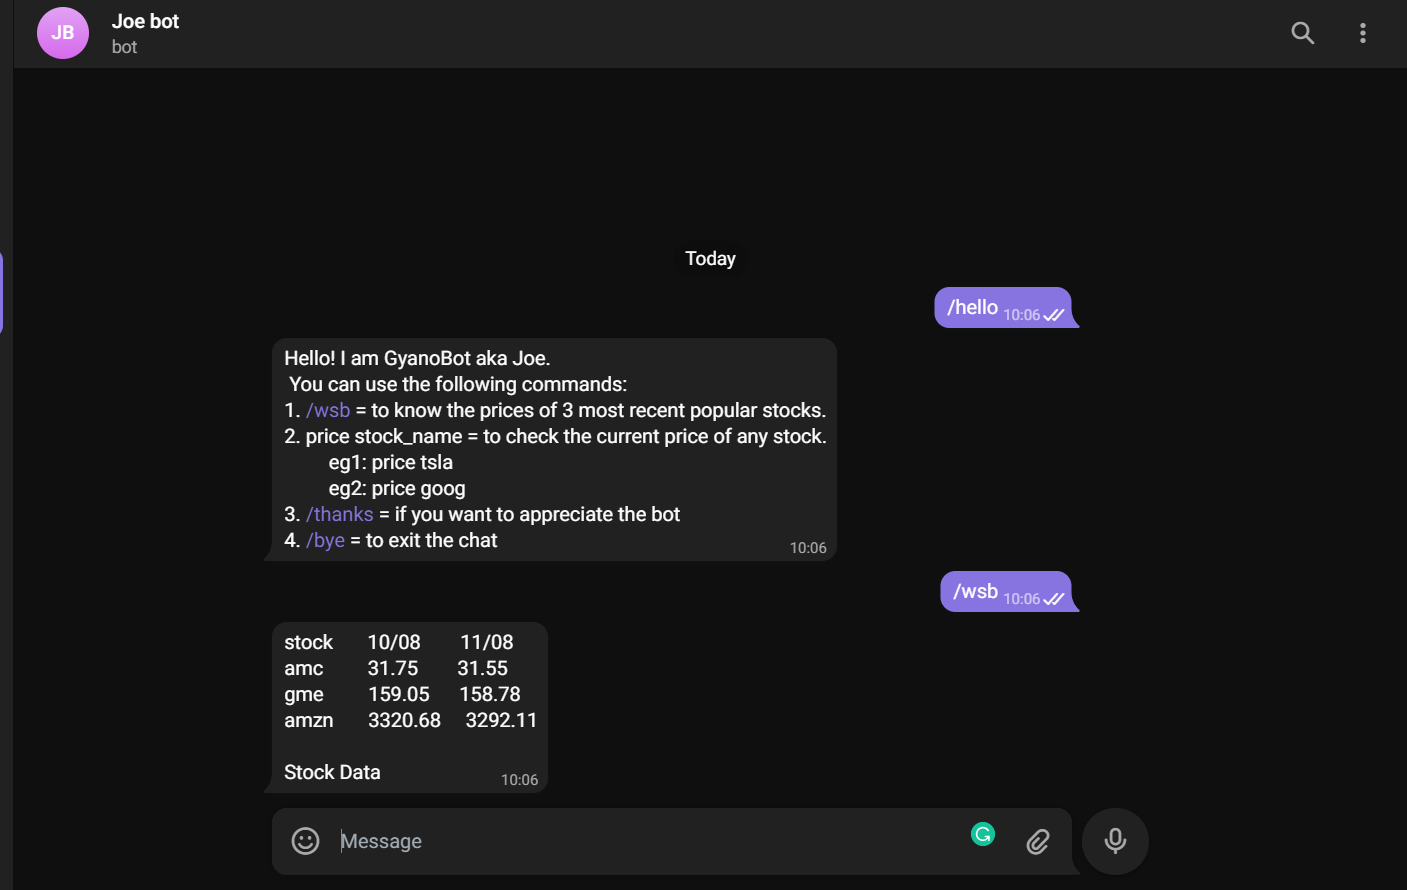 JB
Joe bot
bot
Today
/hello 10:06
Hello! I am GyanoBot aka Joe.
You can use the following commands:
1. /wsb = to know the prices of 3 most recent popular stocks.
2. price stock_name = to check the current price of any stock.
eg1: price tsla
eg2: price goog
3. /thanks = if you want to appreciate the bot
4. /bye = to exit the chat
10:06
/wsb 10:06
stock 10/08 11/08
amc 31.75 31.55
gme 159.05 158.78
amzn 3320.68 3292.11
Stock Data
10:06
Message